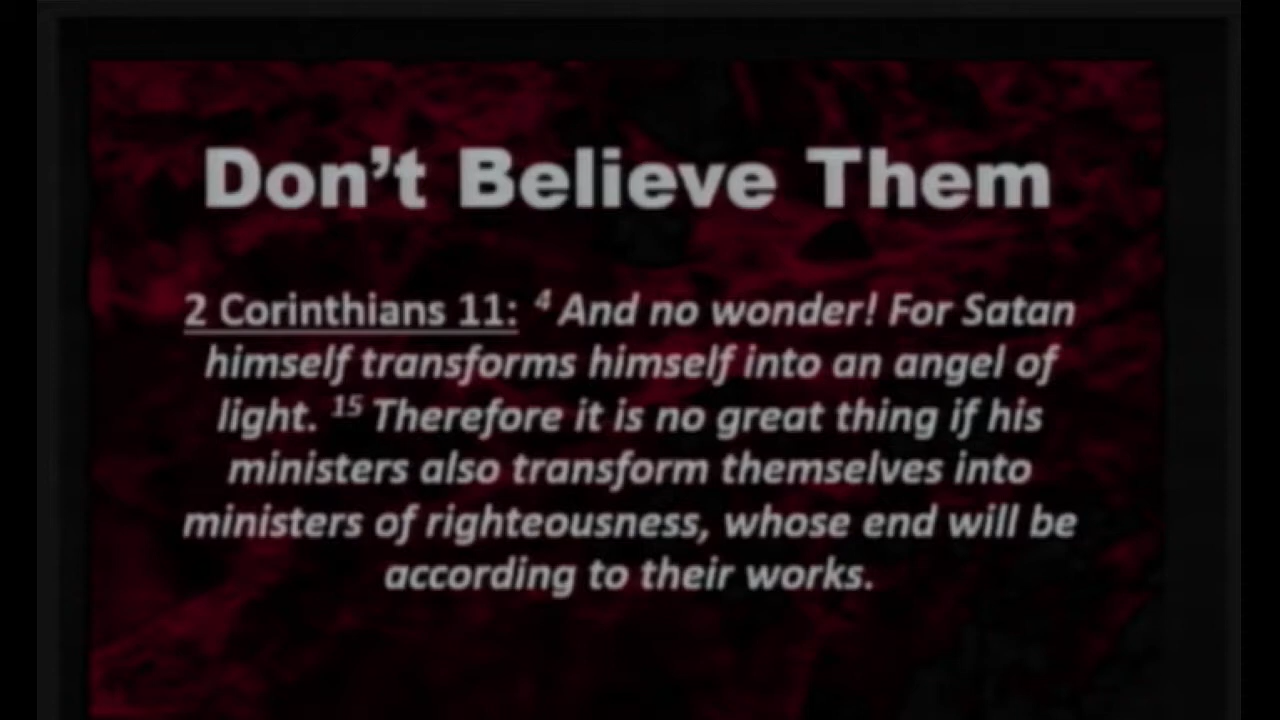 Don't Believe Them
2 Corinthians 11: 4 And no wonder! For Satan
himself transforms himself into an angel of
light. 15 Therefore it is no great thing if his
ministers also transform themselves into
ministers of righteousness, whose end will be
according to their works.